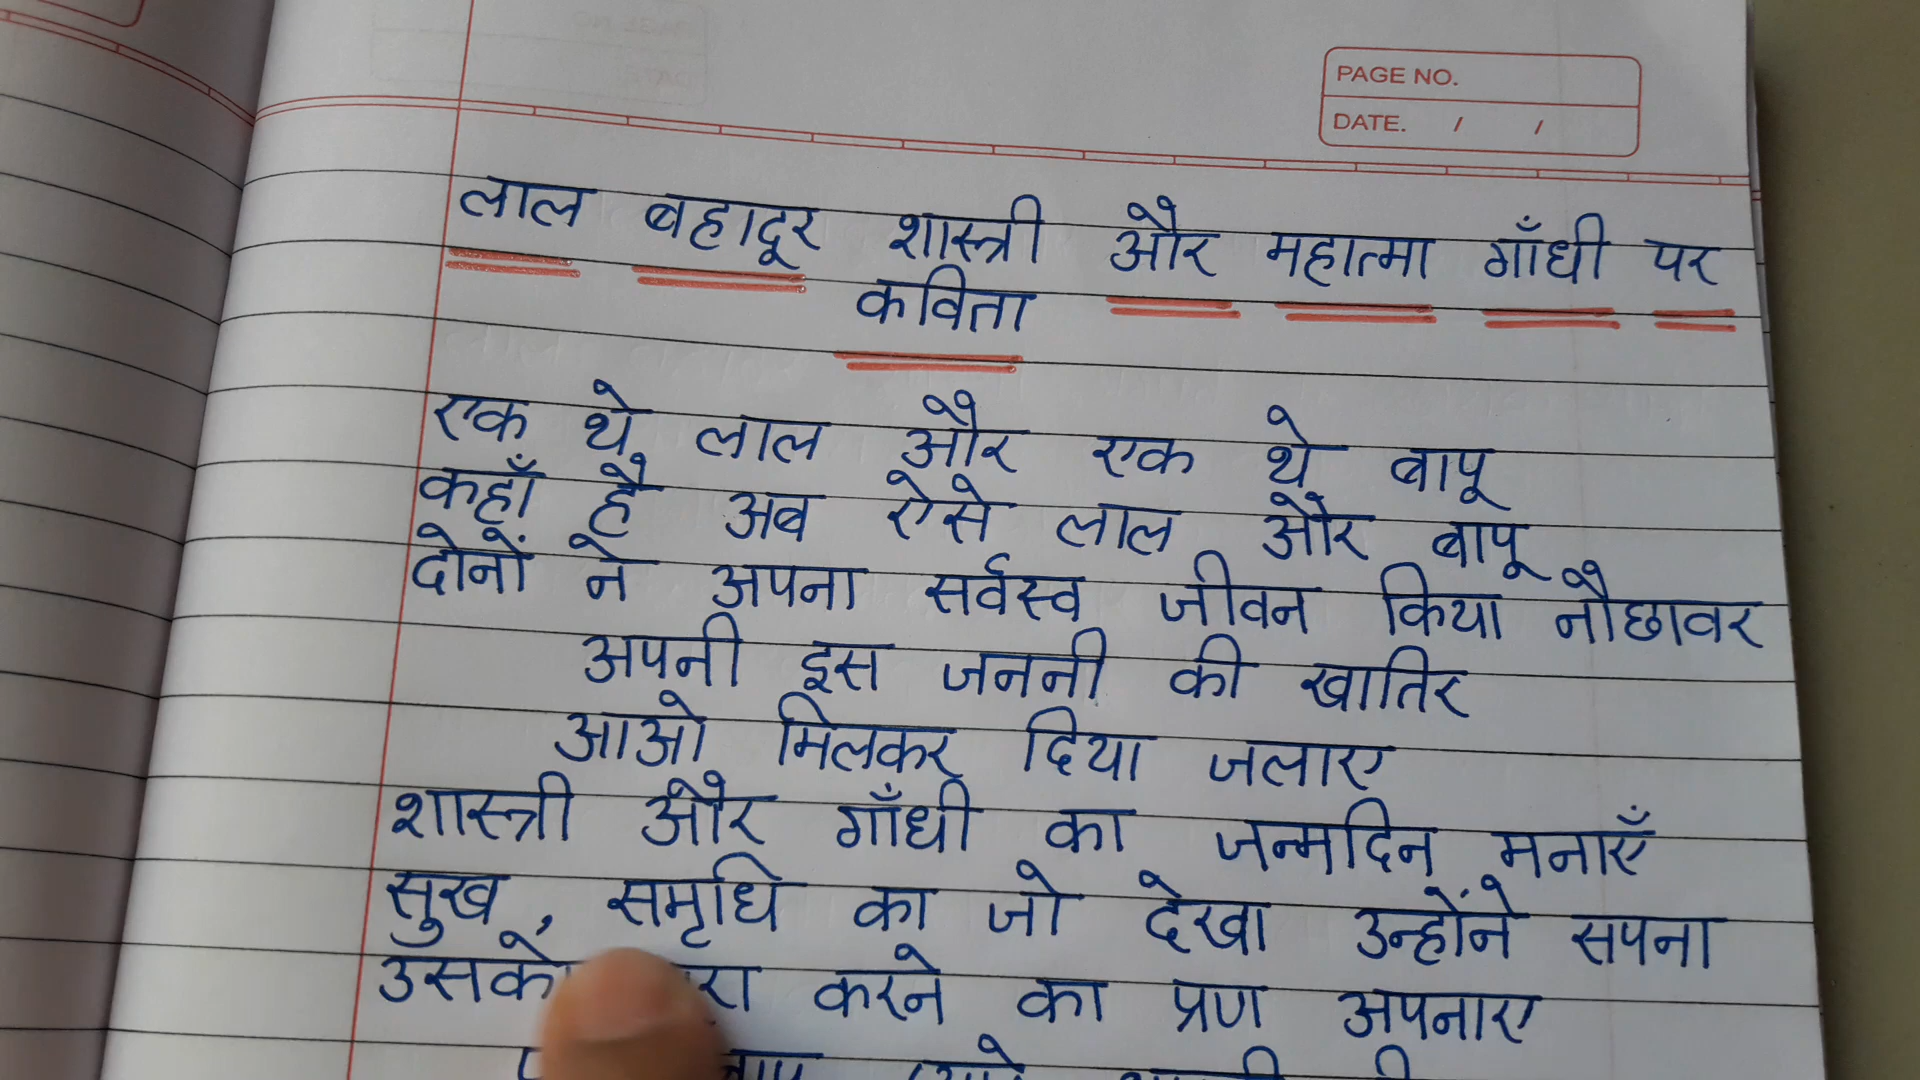 PAGE NO.
DATE. / /
लाल बहादूर शास्त्री और महात्मा गाँधी पर
कविता
एक थे लाल और एक थे बापू
कहाँ है अब ऐसे लाल और बापू
दोनों ने अपना सर्वस्व जीवन किया नौछावर
अपनी इस जननी की खातिर
आओ मिलकर दिया जलाए
शास्त्री और गाँधी का जन्मदिन मनाएँ
सुख, समृधि का जो देखा उन्होंने सपना
उसको करने का प्रण अपनाए